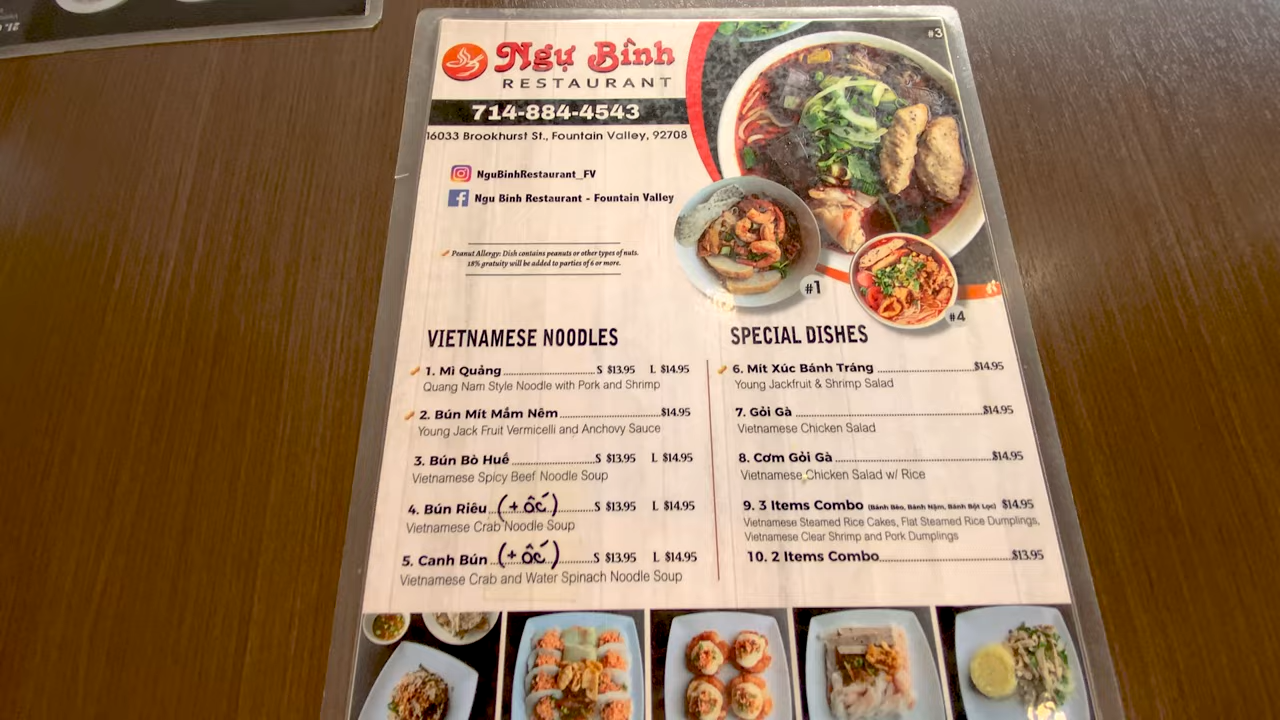 #3
Ngự Bình
RESTAURANT
714-884-4543
16033 Brookhurst St., Fountain Valley, 92708
NguBinhRestaurant_FV
Ngu Binh Restaurant - Fountain Valley
Peanut Allergy: Dish contains peanuts or other types of nuts.
18% gratuity will be added to parties of 6 or more.
#1
#4
VIETNAMESE NOODLES
1. Mì Quảng S $13.95 L $14.95
Quang Nam Style Noodle with Pork and Shrimp
2. Bún Mít Mắm Nêm $14.95
Young Jack Fruit Vermicelli and Anchovy Sauce
3. Bún Bò Huế S $13.95 L $14.95
Vietnamese Spicy Beef Noodle Soup
4. Bún Riêu (+ ốc) S $13.95 L $14.95
Vietnamese Crab Noodle Soup
5. Canh Bún (+ ốc) S $13.95 L $14.95
Vietnamese Crab and Water Spinach Noodle Soup
SPECIAL DISHES
6. Mít Xúc Bánh Tráng $14.95
Young Jackfruit & Shrimp Salad
7. Gỏi Gà $14.95
Vietnamese Chicken Salad
8. Cơm Gỏi Gà $14.95
Vietnamese Chicken Salad w/ Rice
9. 3 Items Combo (Bánh Bèo, Bánh Nậm, Bánh Bột Lọc) $14.95
Vietnamese Steamed Rice Cakes, Flat Steamed Rice Dumplings,
Vietnamese Clear Shrimp and Pork Dumplings
10. 2 Items Combo $13.95